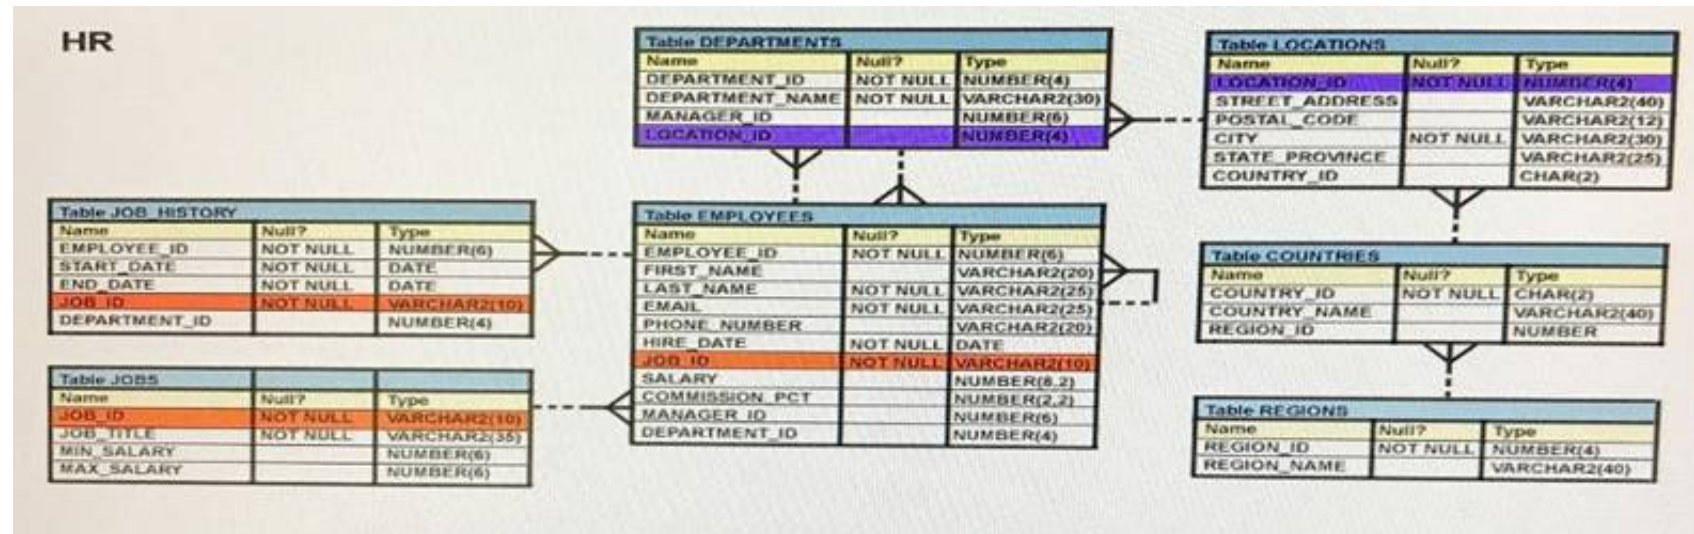 HR
Table DEPARTMENTS
Name Null? Type
DEPARTMENT_ID NOT NULL NUMBER(4)
DEPARTMENT_NAME NOT NULL VARCHAR2(30)
MANAGER_ID NUMBER(6)
LOCATION_ID NUMBER(4)
Table LOCATIONS
Name Null? Type
LOCATION_ID NOT NULL NUMBER(4)
STREET_ADDRESS VARCHAR2(40)
POSTAL_CODE VARCHAR2(12)
CITY NOT NULL VARCHAR2(30)
STATE_PROVINCE VARCHAR2(25)
COUNTRY_ID CHAR(2)
Table JOB_HISTORY
Name Null? Type
EMPLOYEE_ID NOT NULL NUMBER(6)
START_DATE NOT NULL DATE
END_DATE NOT NULL DATE
JOB_ID NOT NULL VARCHAR2(10)
DEPARTMENT_ID NUMBER(4)
Table EMPLOYEES
Name Null? Type
EMPLOYEE_ID NOT NULL NUMBER(6)
FIRST_NAME VARCHAR2(20)
LAST_NAME NOT NULL VARCHAR2(25)
EMAIL NOT NULL VARCHAR2(25)
PHONE_NUMBER VARCHAR2(20)
HIRE_DATE NOT NULL DATE
JOB_ID NOT NULL VARCHAR2(10)
SALARY NUMBER(8,2)
COMMISSION_PCT NUMBER(2,2)
MANAGER_ID NUMBER(6)
DEPARTMENT_ID NUMBER(4)
Table COUNTRIES
Name Null? Type
COUNTRY_ID NOT NULL CHAR(2)
COUNTRY_NAME VARCHAR2(40)
REGION_ID NUMBER
Table JOBS
Name Null? Type
JOB_ID NOT NULL VARCHAR2(10)
JOB_TITLE NOT NULL VARCHAR2(35)
MIN_SALARY NUMBER(6)
MAX_SALARY NUMBER(6)
Table REGIONS
Name Null? Type
REGION_ID NOT NULL NUMBER(4)
REGION_NAME VARCHAR2(40)